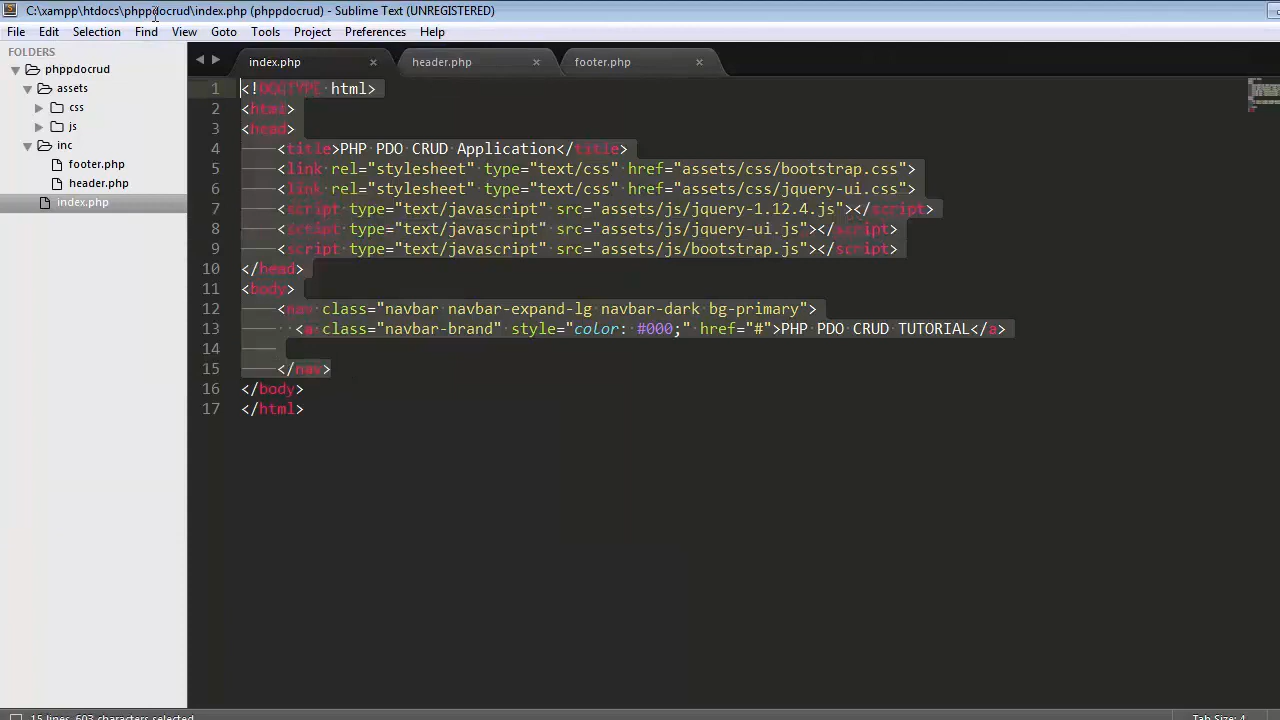 C:\xampp\htdocs\phppdocrud\index.php (phppdocrud) - Sublime Text (UNREGISTERED)
File Edit Selection Find View Goto Tools Project Preferences Help
FOLDERS
phppdocrud
assets
css
js
inc
footer.php
header.php
index.php
index.php × header.php × footer.php ×
1 <!DOCTYPE html>
2 <html>
3 <head>
4 <title>PHP PDO CRUD Application</title>
5 <link rel="stylesheet" type="text/css" href="assets/css/bootstrap.css">
6 <link rel="stylesheet" type="text/css" href="assets/css/jquery-ui.css">
7 <script type="text/javascript" src="assets/js/jquery-1.12.4.js"></script>
8 <script type="text/javascript" src="assets/js/jquery-ui.js"></script>
9 <script type="text/javascript" src="assets/js/bootstrap.js"></script>
10 </head>
11 <body>
12 <nav class="navbar navbar-expand-lg navbar-dark bg-primary">
13 <a class="navbar-brand" style="color: #000;" href="#">PHP PDO CRUD TUTORIAL</a>
14
15 </nav>
16 </body>
17 </html>
15 lines, 603 characters selected
Tab Size: 4